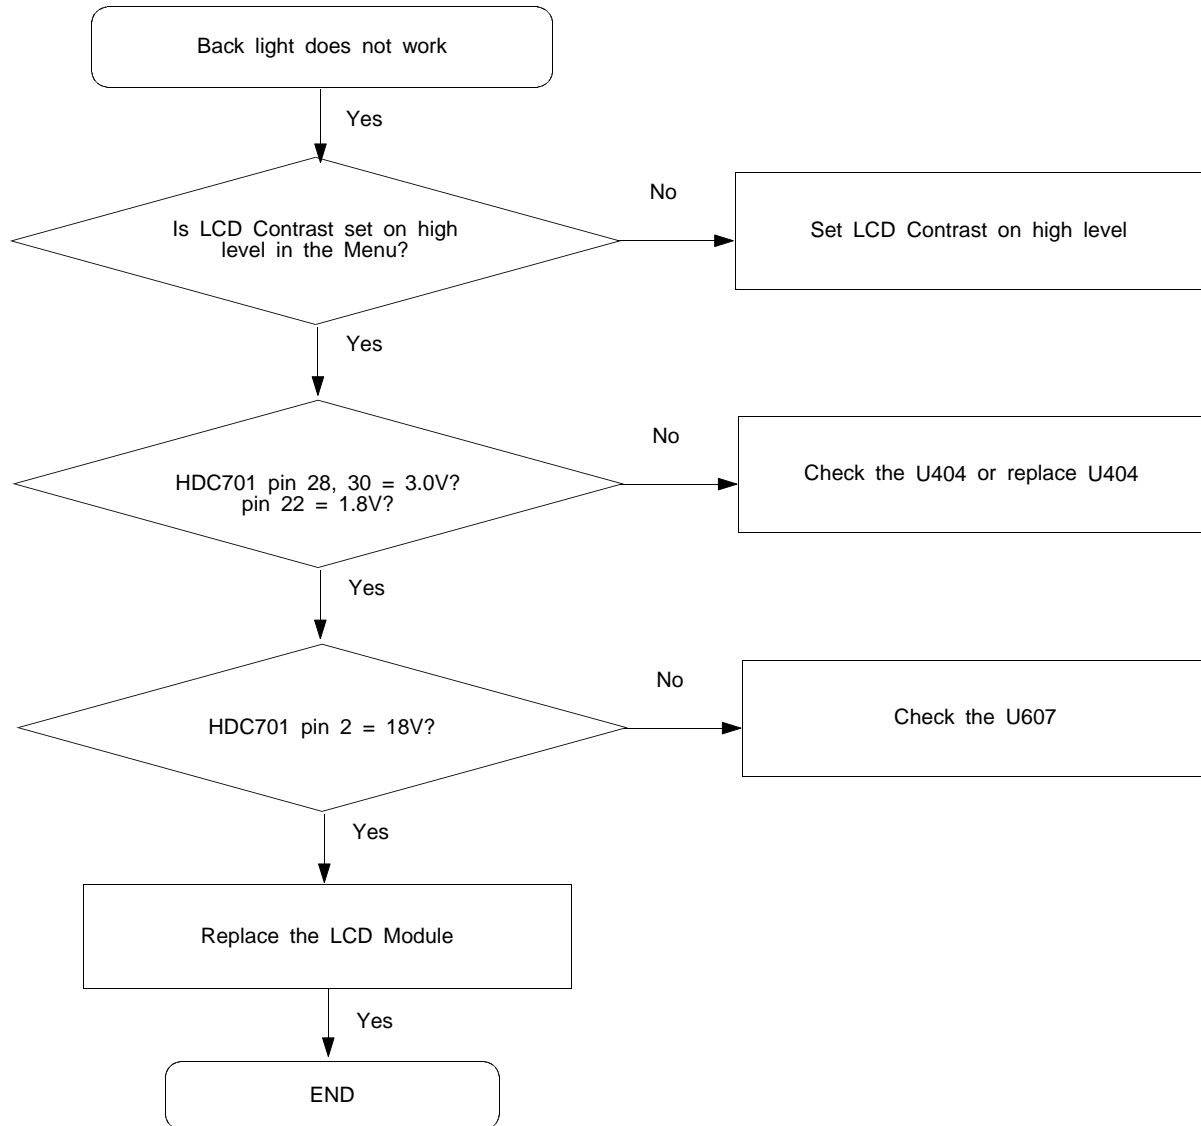 Back light does not work
Yes
Is LCD Contrast set on high
level in the Menu?
No
Set LCD Contrast on high level
Yes
HDC701 pin 28, 30 = 3.0V?
pin 22 = 1.8V?
No
Check the U404 or replace U404
Yes
HDC701 pin 2 = 18V?
No
Check the U607
Yes
Replace the LCD Module
Yes
END